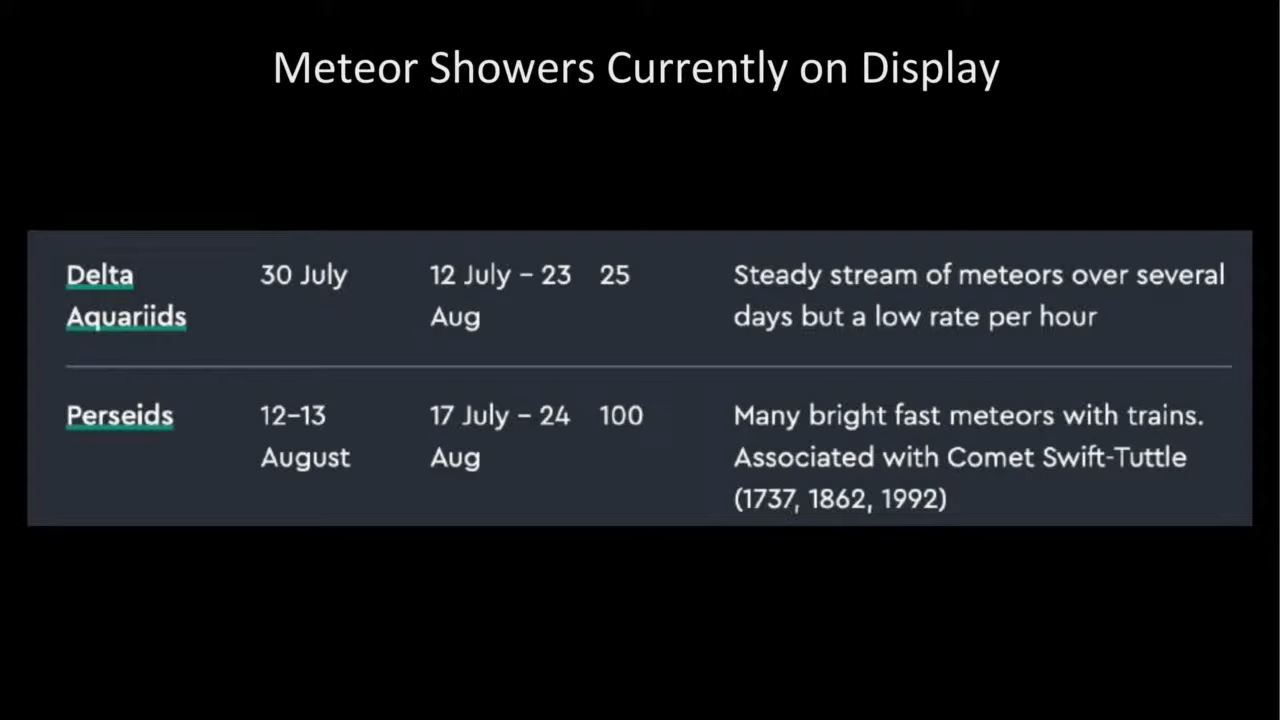 Meteor Showers Currently on Display
Delta 30 July 12 July – 23 25 Steady stream of meteors over several
Aquariids Aug days but a low rate per hour
Perseids 12–13 17 July – 24 100 Many bright fast meteors with trains.
August Aug Associated with Comet Swift-Tuttle
(1737, 1862, 1992)